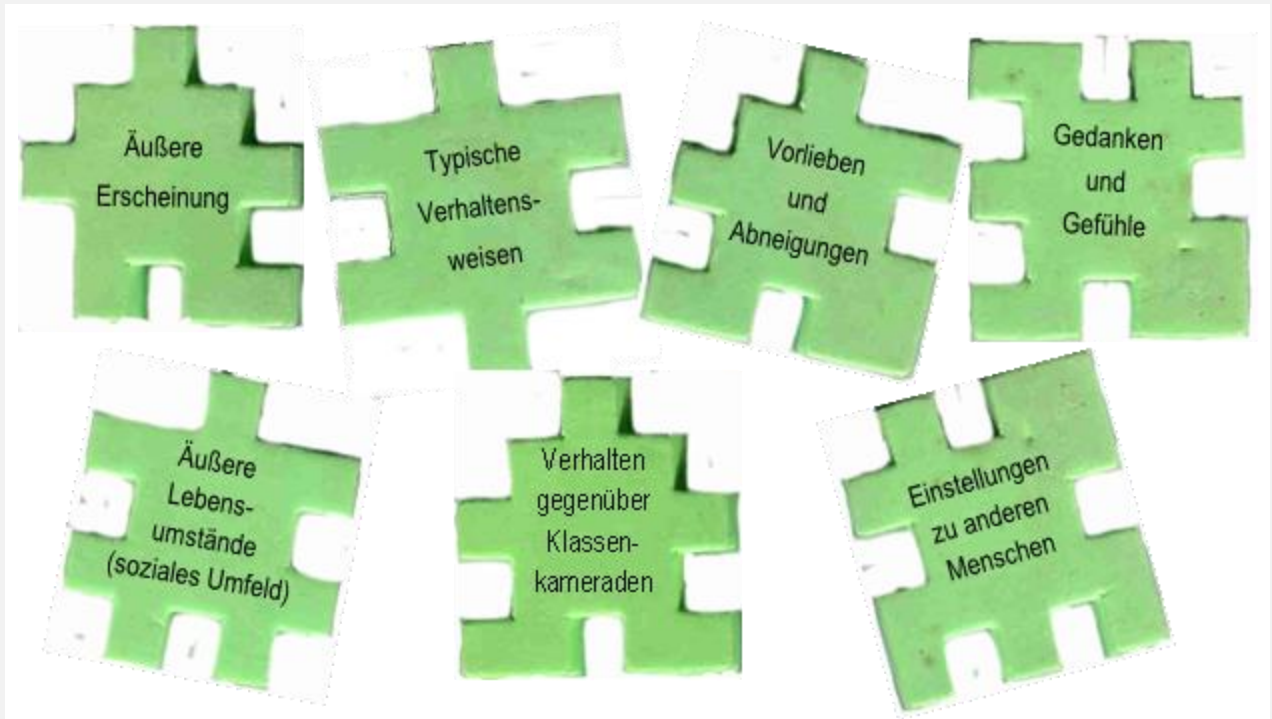 Äußere
Erscheinung
Typische
Verhaltens-
weisen
Vorlieben
und
Abneigungen
Gedanken
und
Gefühle
Äußere
Lebens-
umstände
(soziales Umfeld)
Verhalten
gegenüber
Klassen-
kameraden
Einstellungen
zu anderen
Menschen